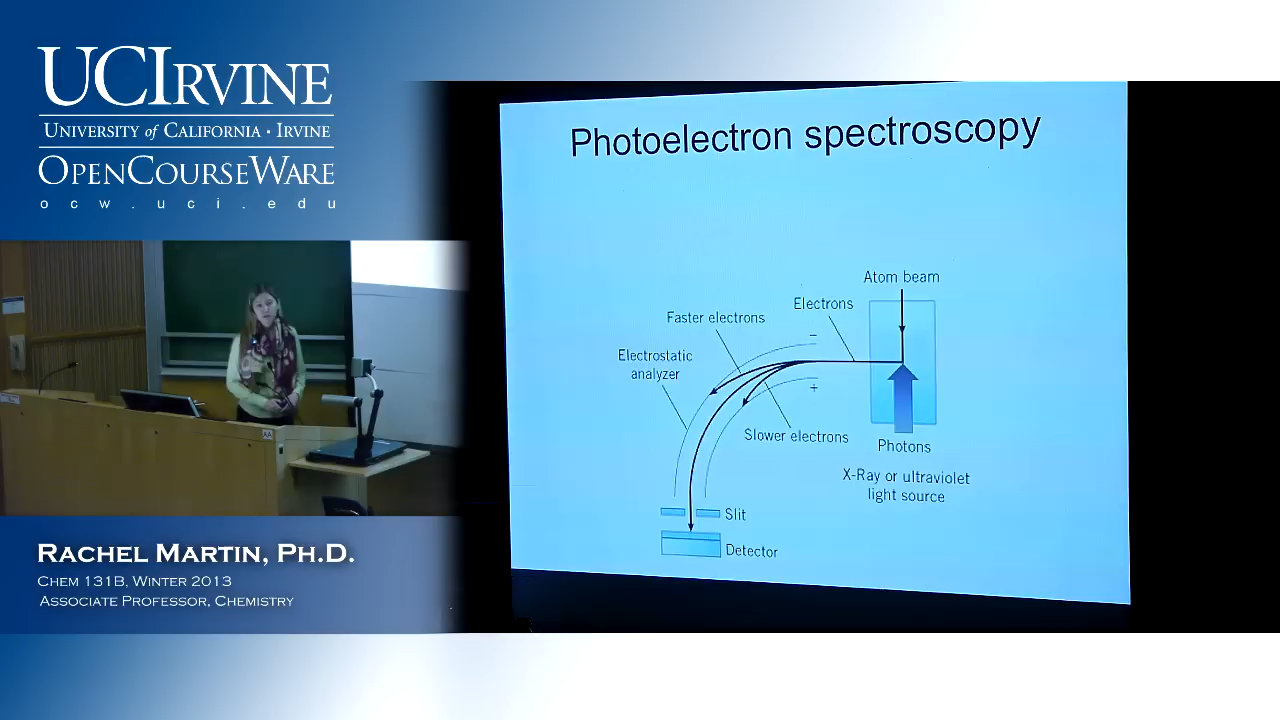 UCIRVINE
UNIVERSITY of CALIFORNIA · IRVINE
OPENCOURSEWARE
ocw.uci.edu
RACHEL MARTIN, PH.D.
CHEM 131B, WINTER 2013
ASSOCIATE PROFESSOR, CHEMISTRY
Photoelectron spectroscopy
Atom beam
Electrons
Faster electrons
−
Electrostatic
analyzer
+
Slower electrons
Photons
X-Ray or ultraviolet
light source
Slit
Detector